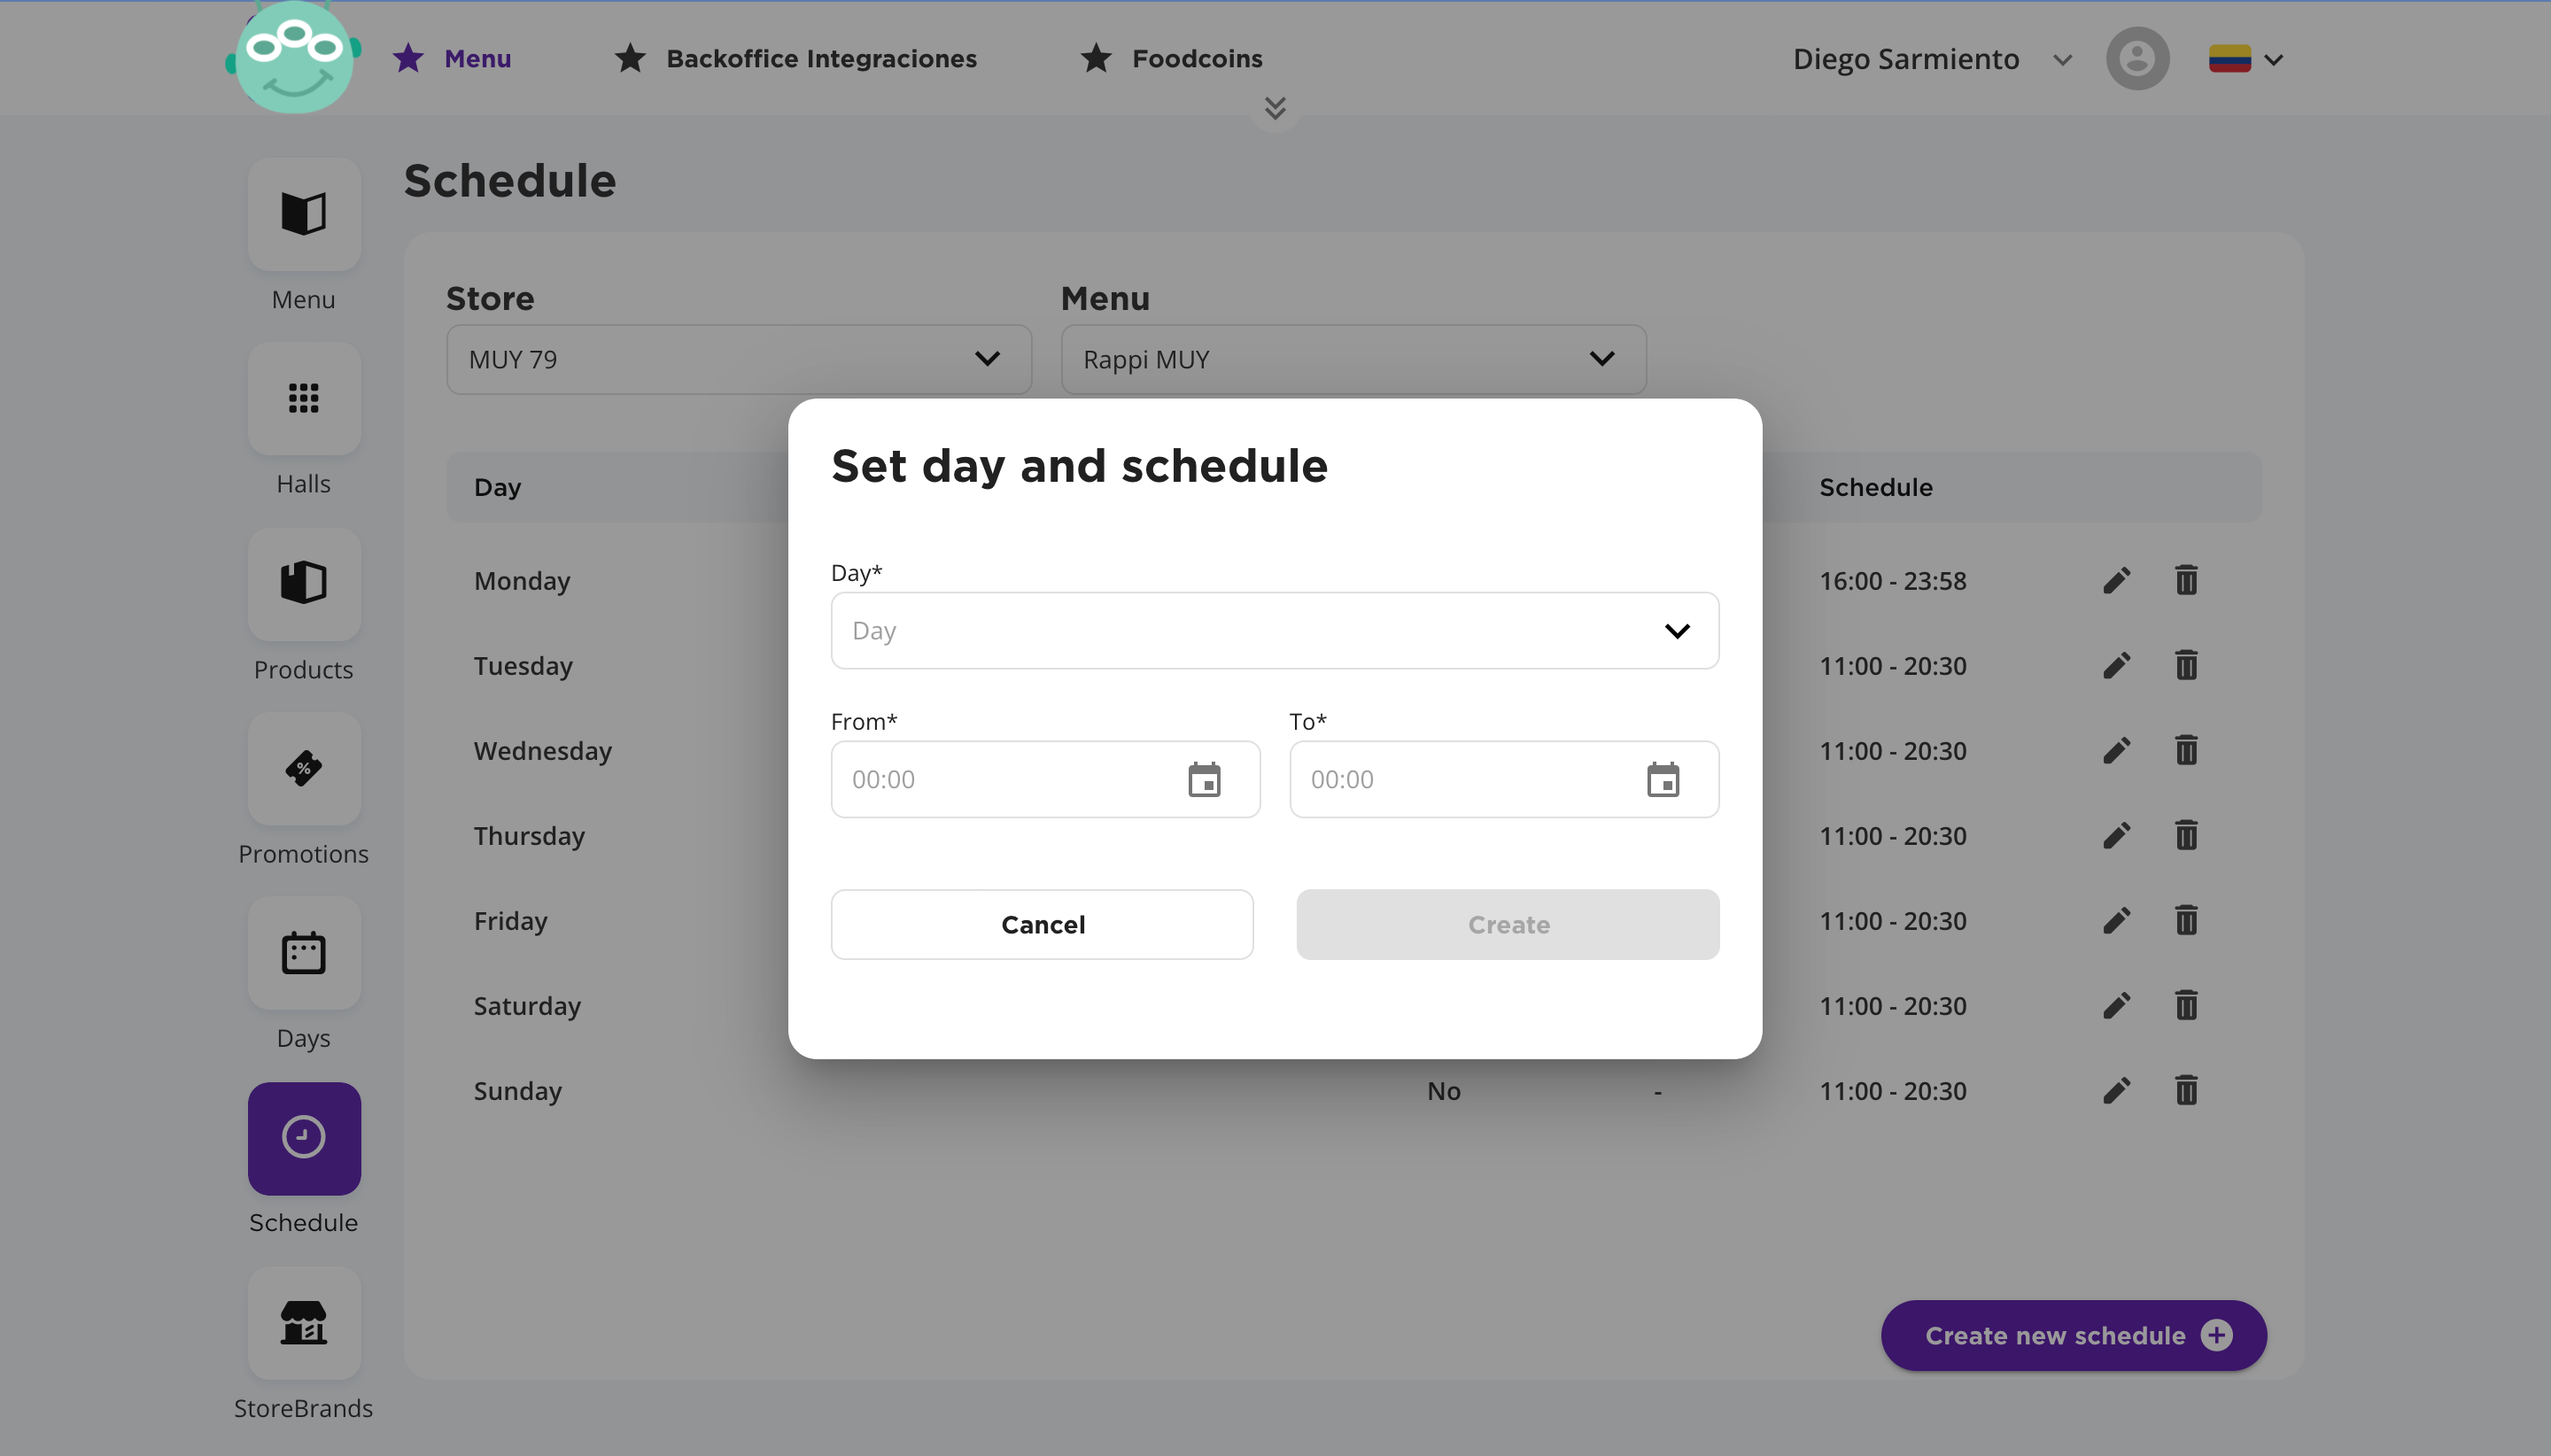 Menu
Backoffice Integraciones
Foodcoins
Diego Sarmiento
Schedule
Menu
Halls
Products
Promotions
Days
Schedule
StoreBrands
Store
Menu
MUY 79
Rappi MUY
Day
Schedule
Monday
16:00 - 23:58
Tuesday
11:00 - 20:30
Wednesday
11:00 - 20:30
Thursday
11:00 - 20:30
Friday
11:00 - 20:30
Saturday
11:00 - 20:30
Sunday
No
-
11:00 - 20:30
Set day and schedule
Day*
Day
From*
To*
00:00
00:00
Cancel
Create
Create new schedule